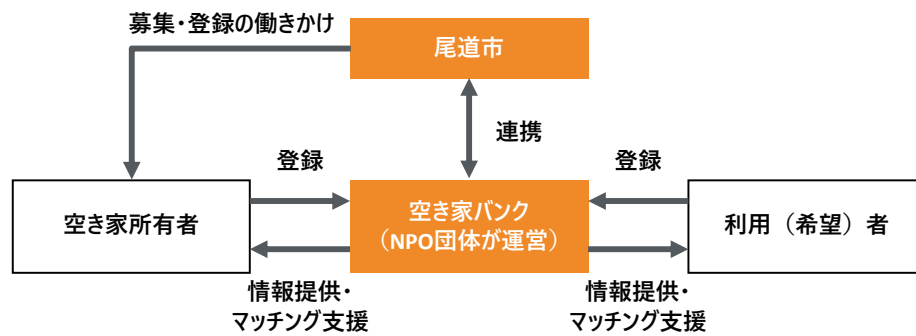 募集・登録の働きかけ
尾道市
連携
登録
登録
空き家所有者
空き家バンク
（NPO団体が運営）
利用（希望）者
情報提供・
マッチング支援
情報提供・
マッチング支援